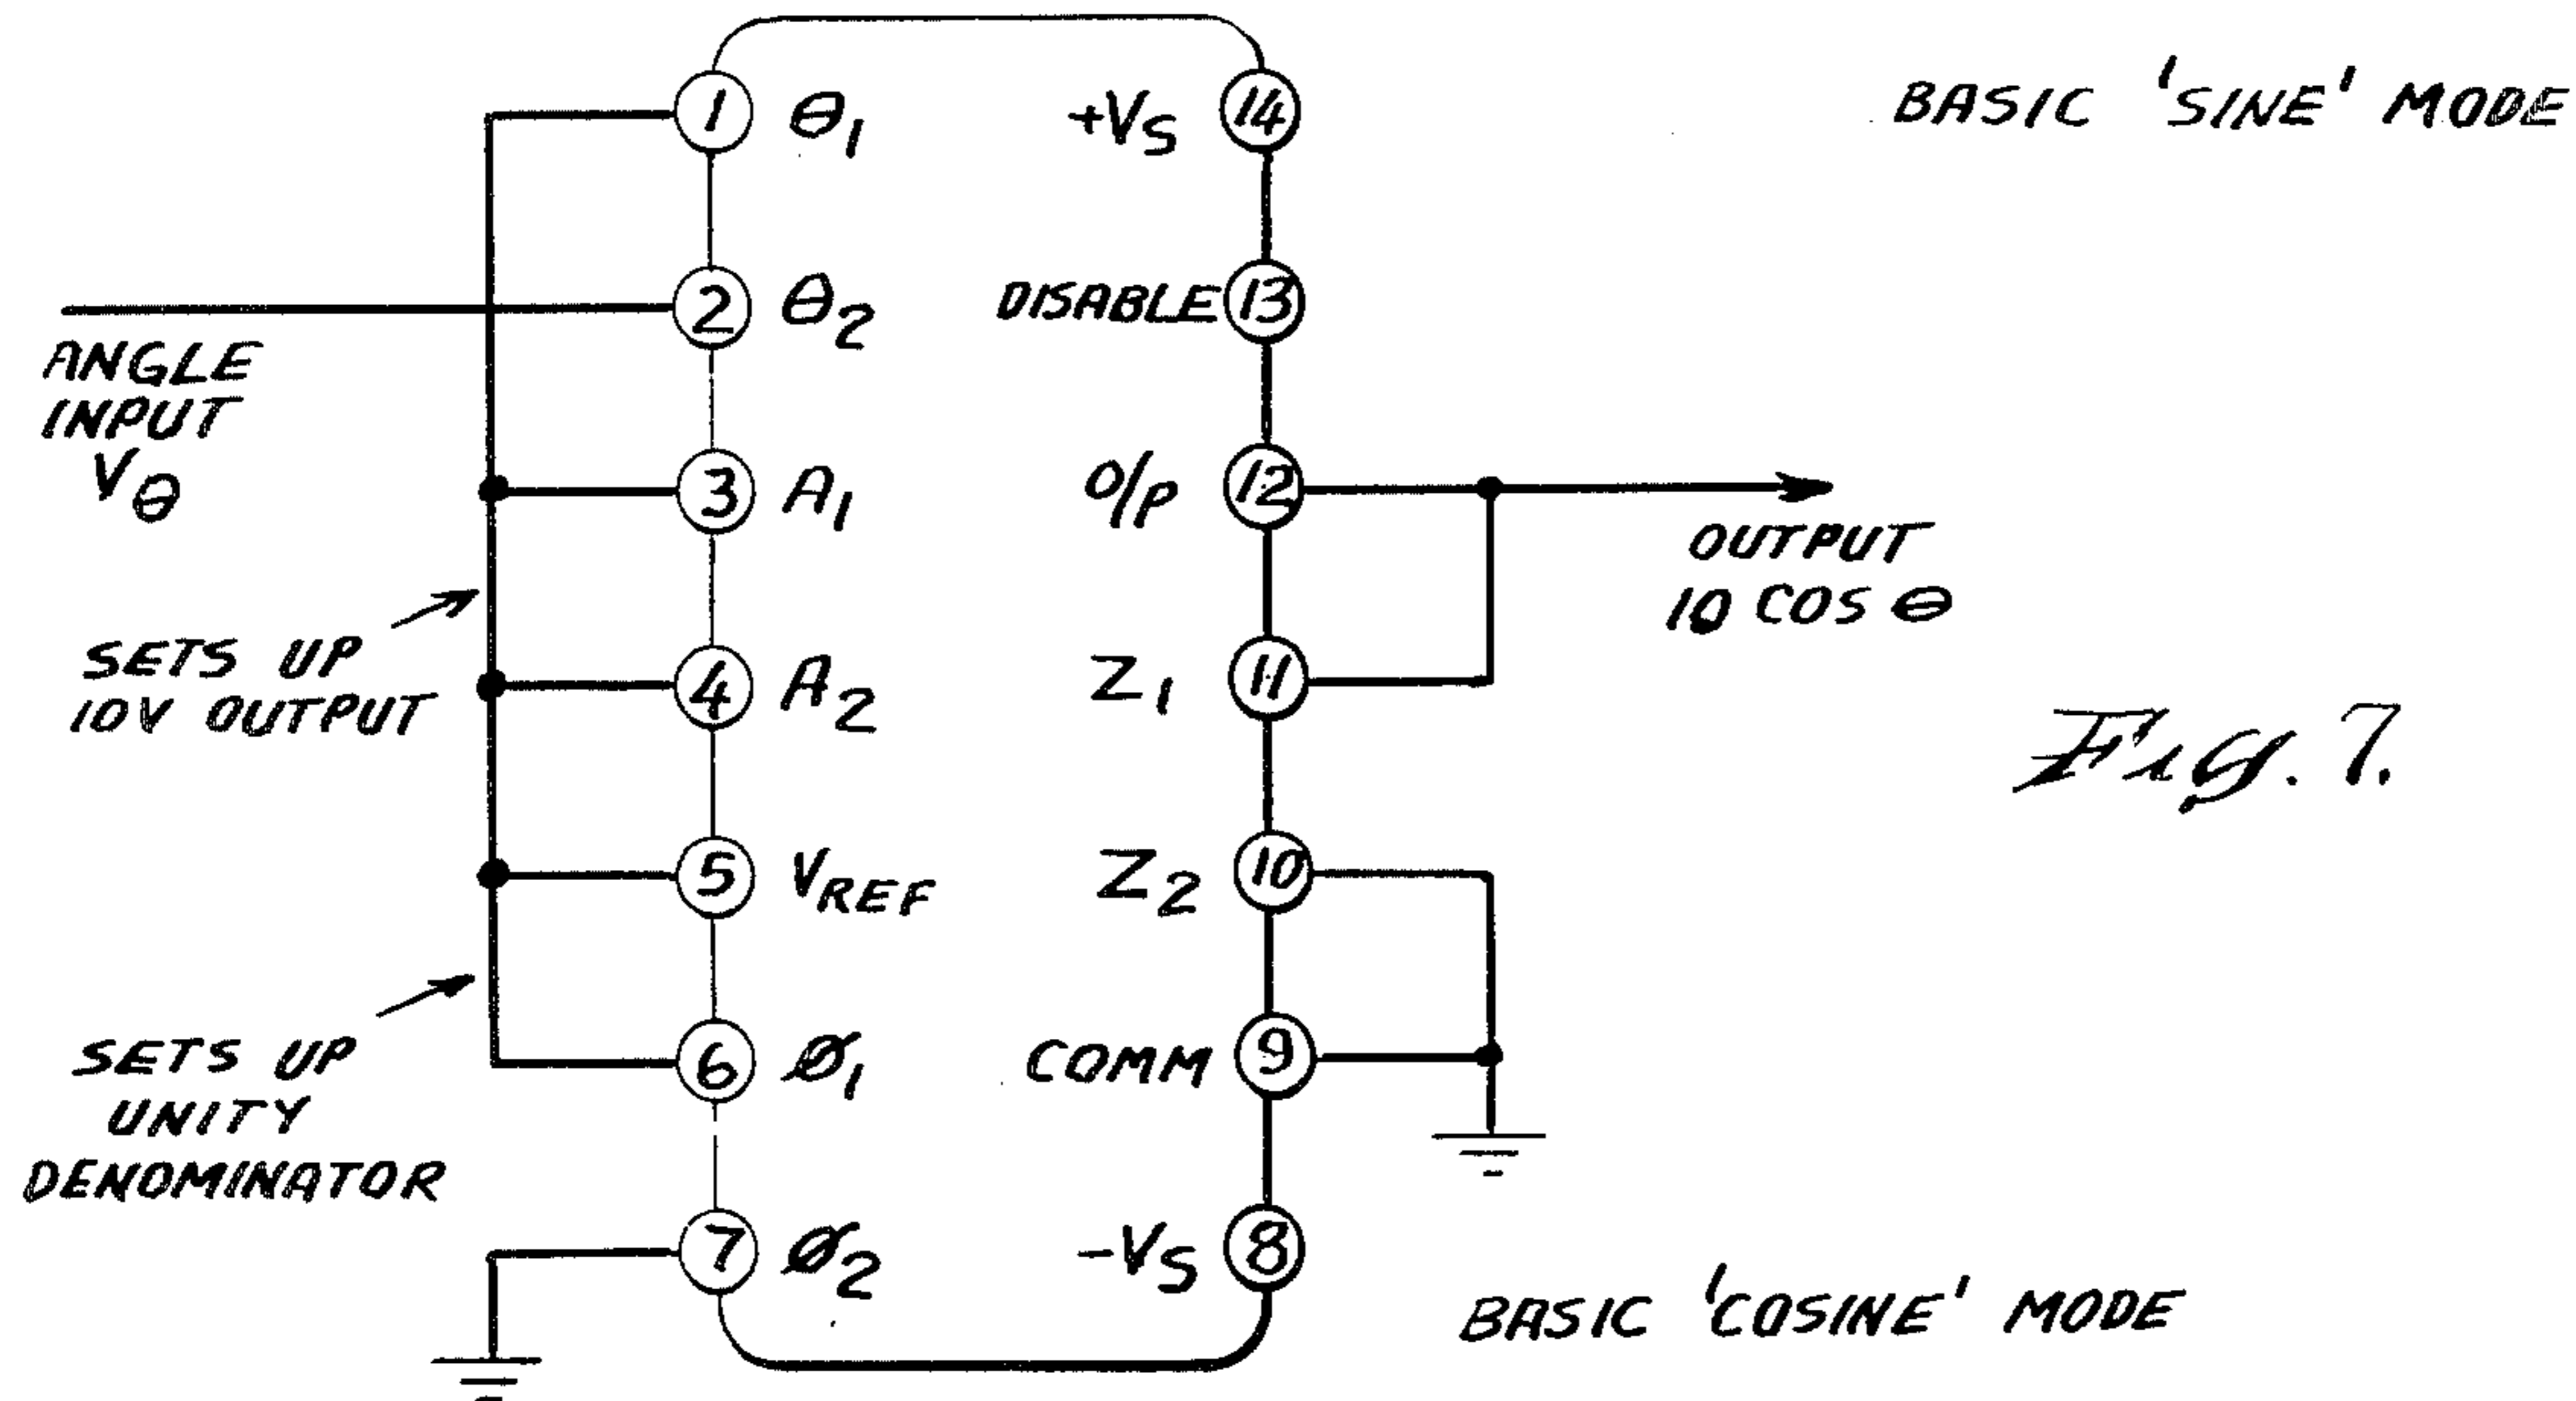 BASIC 'SINE' MODE
1 θ1 +VS 14
2 θ2 DISABLE 13
ANGLE
INPUT
Vθ
3 A1 O/P 12
OUTPUT
10 COS θ
SETS UP
10V OUTPUT
4 A2 Z1 11
Fig. 7.
5 VREF Z2 10
6 Ø1 COMM 9
SETS UP
UNITY
DENOMINATOR
7 Ø2 -VS 8
BASIC 'COSINE' MODE